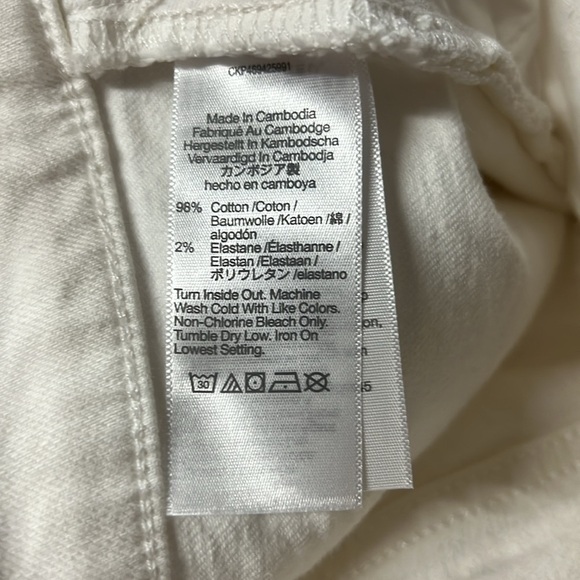 CKP489425991
Made In Cambodia
Fabriqué Au Cambodge
Hergestellt In Kambodscha
Vervaardigd In Cambodja
カンボジア製
hecho en camboya
98% Cotton /Coton /
Baumwolle /Katoen /綿 /
algodón
2% Elastane /Élasthanne /
Elastan /Elastaan /
ポリウレタン /elastano
Turn Inside Out. Machine
Wash Cold With Like Colors.
Non-Chlorine Bleach Only.
Tumble Dry Low. Iron On
Lowest Setting.
30